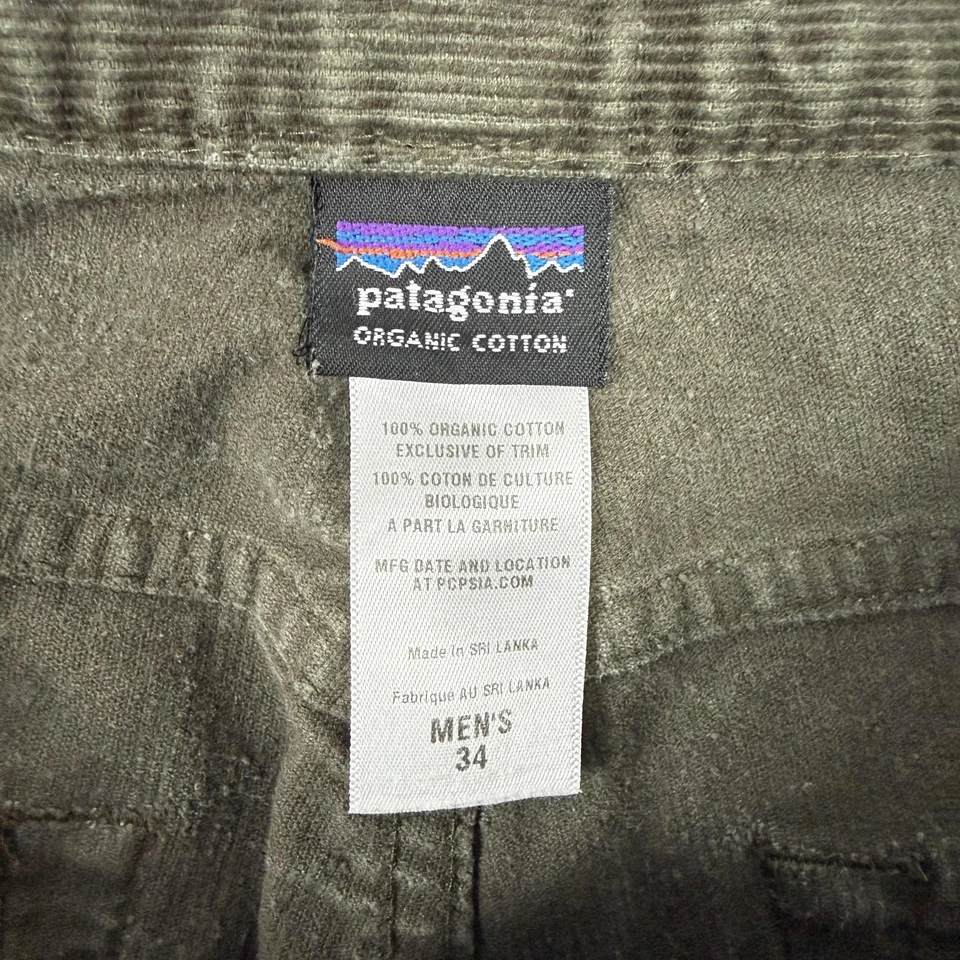 patagonia®
ORGANIC COTTON
100% ORGANIC COTTON
EXCLUSIVE OF TRIM
100% COTON DE CULTURE
BIOLOGIQUE
A PART LA GARNITURE
MFG DATE AND LOCATION
AT PCPSIA.COM
Made In SRI LANKA
Fabriqué AU SRI LANKA
MEN'S
34